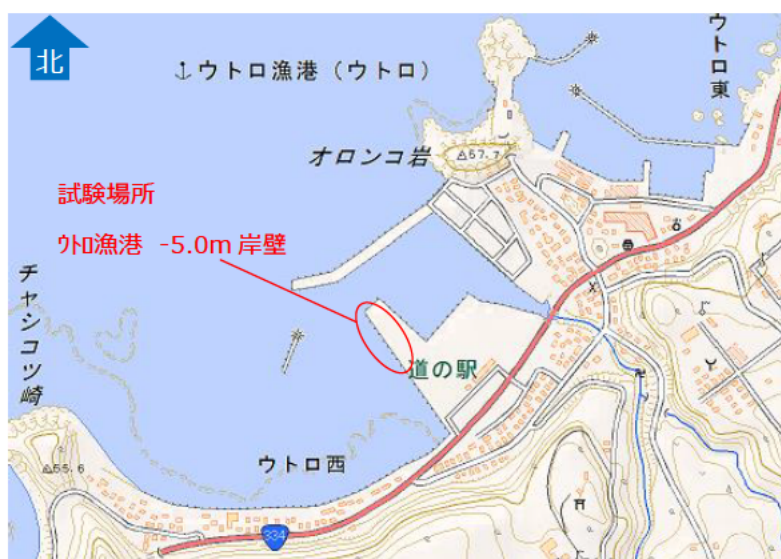 北
ウトロ漁港(ウトロ)
ウトロ東
オロンコ岩
57.7
試験場所
ウトロ漁港 -5.0m 岸壁
チャシコツ崎
道の駅
ウトロ西
55.6
334